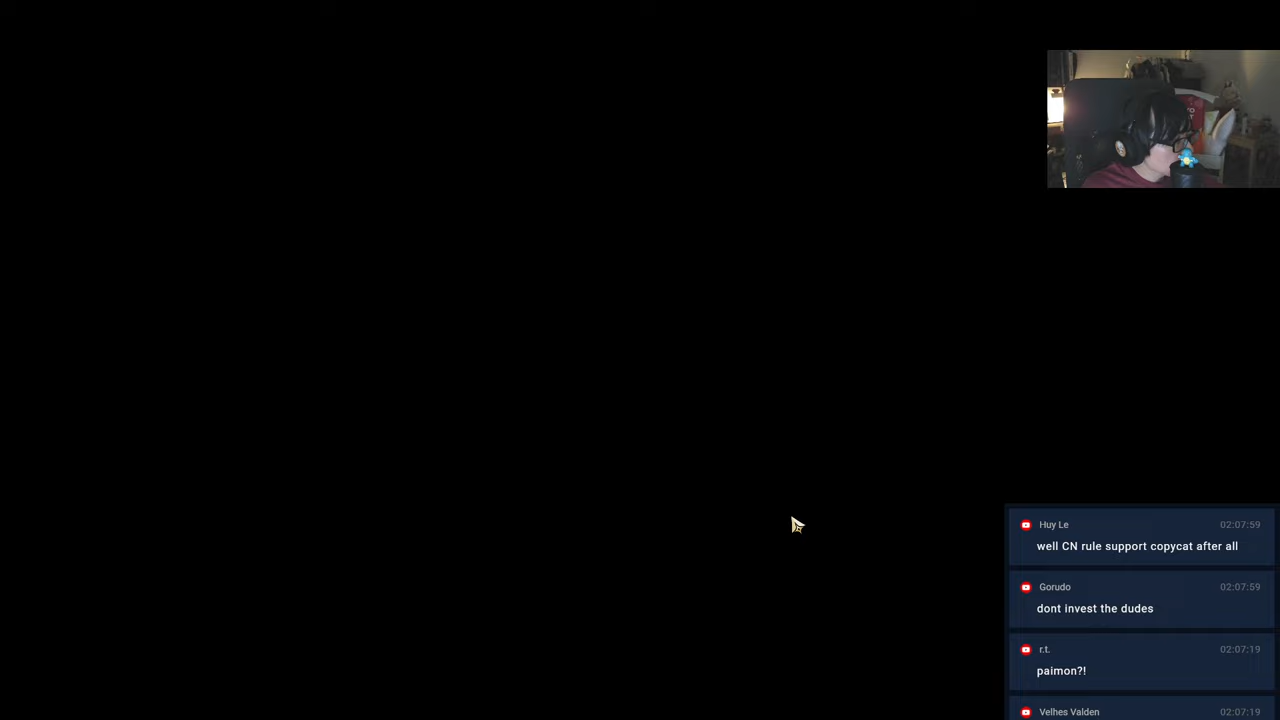 Huy Le 02:07:59
well CN rule support copycat after all
Gorudo 02:07:59
dont invest the dudes
r.t. 02:07:19
paimon?!
Velhes Valden 02:07:19